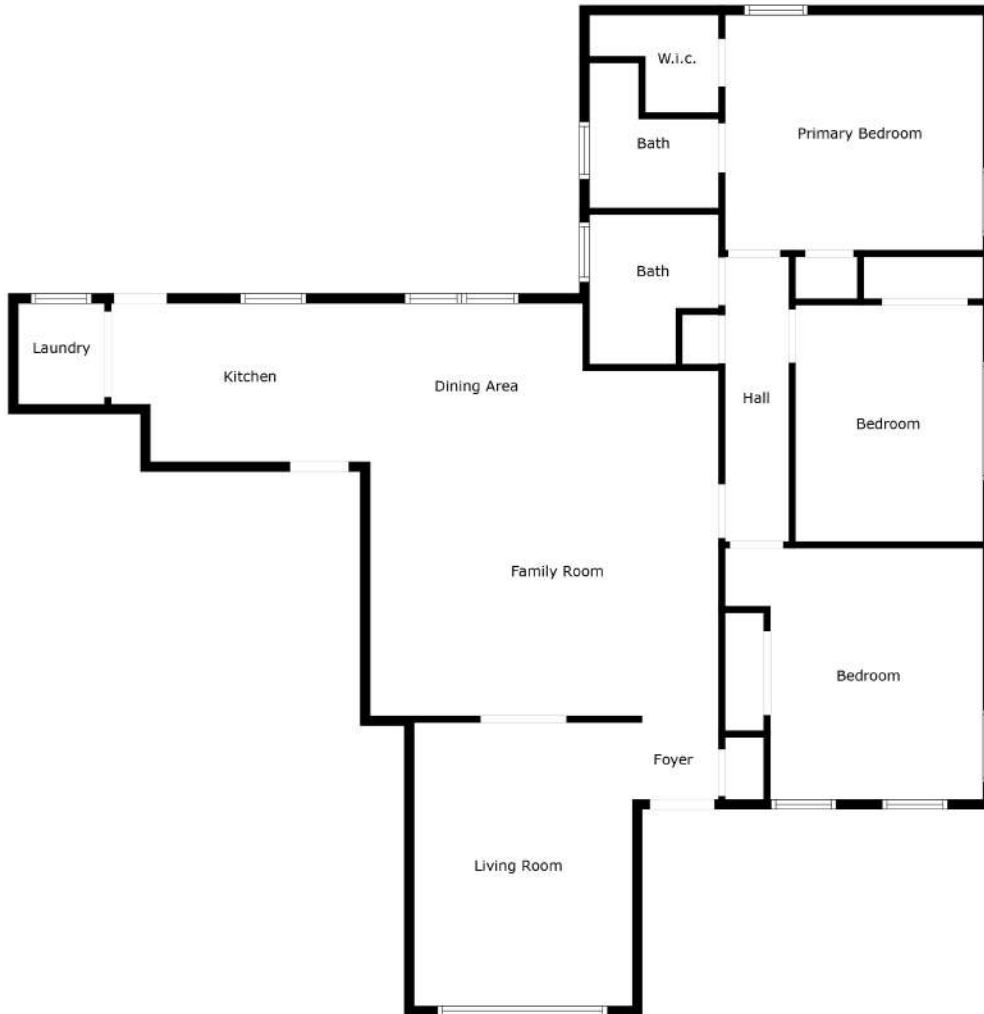 W.i.c.
Primary Bedroom
Bath
Bath
Laundry
Kitchen
Dining Area
Hall
Bedroom
Family Room
Bedroom
Foyer
Living Room